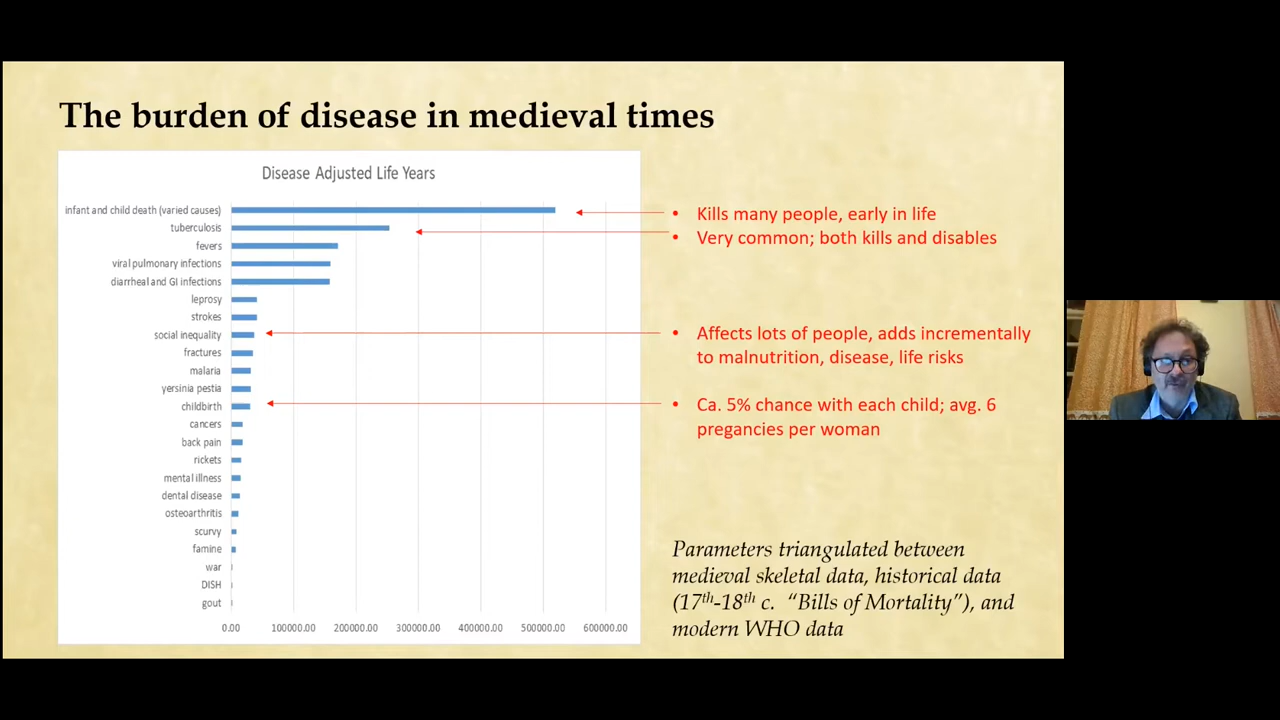 The burden of disease in medieval times
Disease Adjusted Life Years
infant and child death (varied causes)
tuberculosis
fevers
viral pulmonary infections
diarrheal and GI infections
leprosy
strokes
social inequality
fractures
malaria
yersinia pestia
childbirth
cancers
back pain
rickets
mental illness
dental disease
osteoarthritis
scurvy
famine
war
DISH
gout
0.00 100000.00 200000.00 300000.00 400000.00 500000.00 600000.00
• Kills many people, early in life
• Very common; both kills and disables
• Affects lots of people, adds incrementally
to malnutrition, disease, life risks
• Ca. 5% chance with each child; avg. 6
pregancies per woman
Parameters triangulated between
medieval skeletal data, historical data
(17th-18th c. “Bills of Mortality”), and
modern WHO data